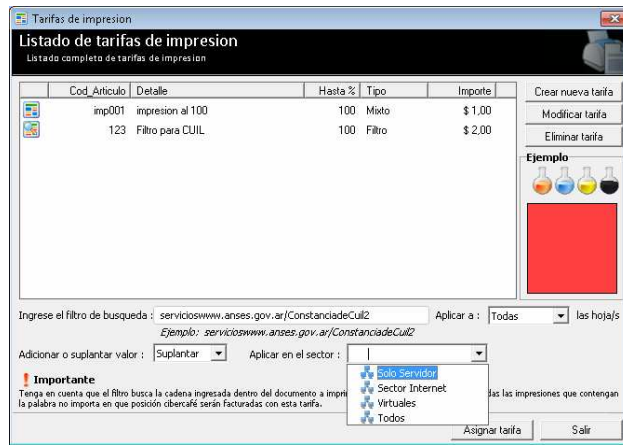 Tarifas de impresion
Listado de tarifas de impresion
Listado completo de tarifas de impresion
Cod_Articulo Detalle Hasta % Tipo Importe
imp001 impresion al 100 100 Mixto $ 1,00
123 Filtro para CUIL 100 Filtro $ 2,00
Crear nueva tarifa
Modificar tarifa
Eliminar tarifa
Ejemplo
Ingrese el filtro de busqueda : servicioswww.anses.gov.ar/ConstanciadeCuil2 Aplicar a : Todas las hoja/s
Ejemplo: servicioswww.anses.gov.ar/ConstanciadeCuil2
Adicionar o suplantar valor : Suplantar Aplicar en el sector :
Solo Servidor
Sector Internet
Virtuales
Todos
Importante
Tenga en cuenta que el filtro busca la cadena ingresada dentro del documento a impri das las impresiones que contengan
la palabra no importa en que posición cibercafé serán facturadas con esta tarifa.
Asignar tarifa Salir